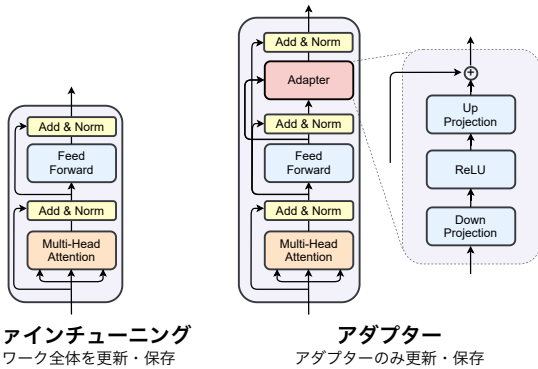 Add & Norm
Feed
Forward
Add & Norm
Multi-Head
Attention
ァインチューニング
ワーク全体を更新・保存
Add & Norm
Adapter
Add & Norm
Feed
Forward
Add & Norm
Multi-Head
Attention
Up
Projection
ReLU
Down
Projection
アダプター
アダプターのみ更新・保存